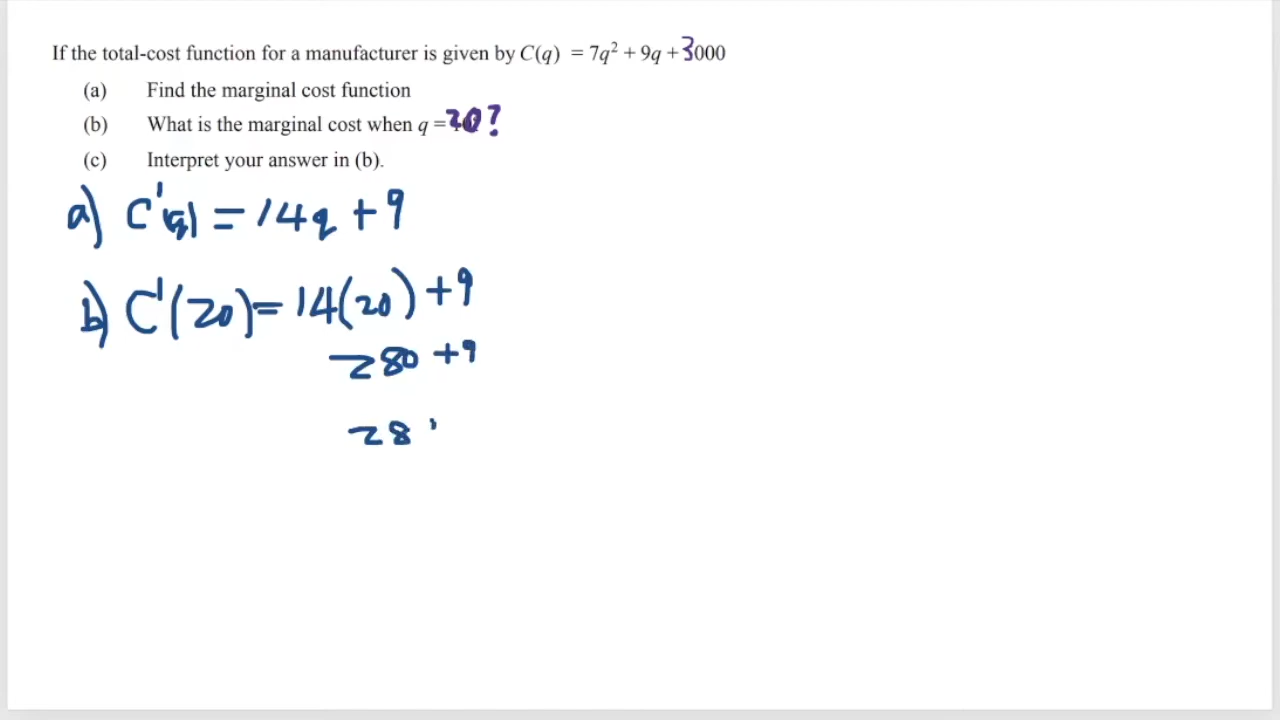 If the total-cost function for a manufacturer is given by C(q) = 7q² + 9q + 3000
(a) Find the marginal cost function
(b) What is the marginal cost when q = 20?
(c) Interpret your answer in (b).
a) C'(q) = 14q + 9
b) C'(20) = 14(20) + 9
280 + 9
28